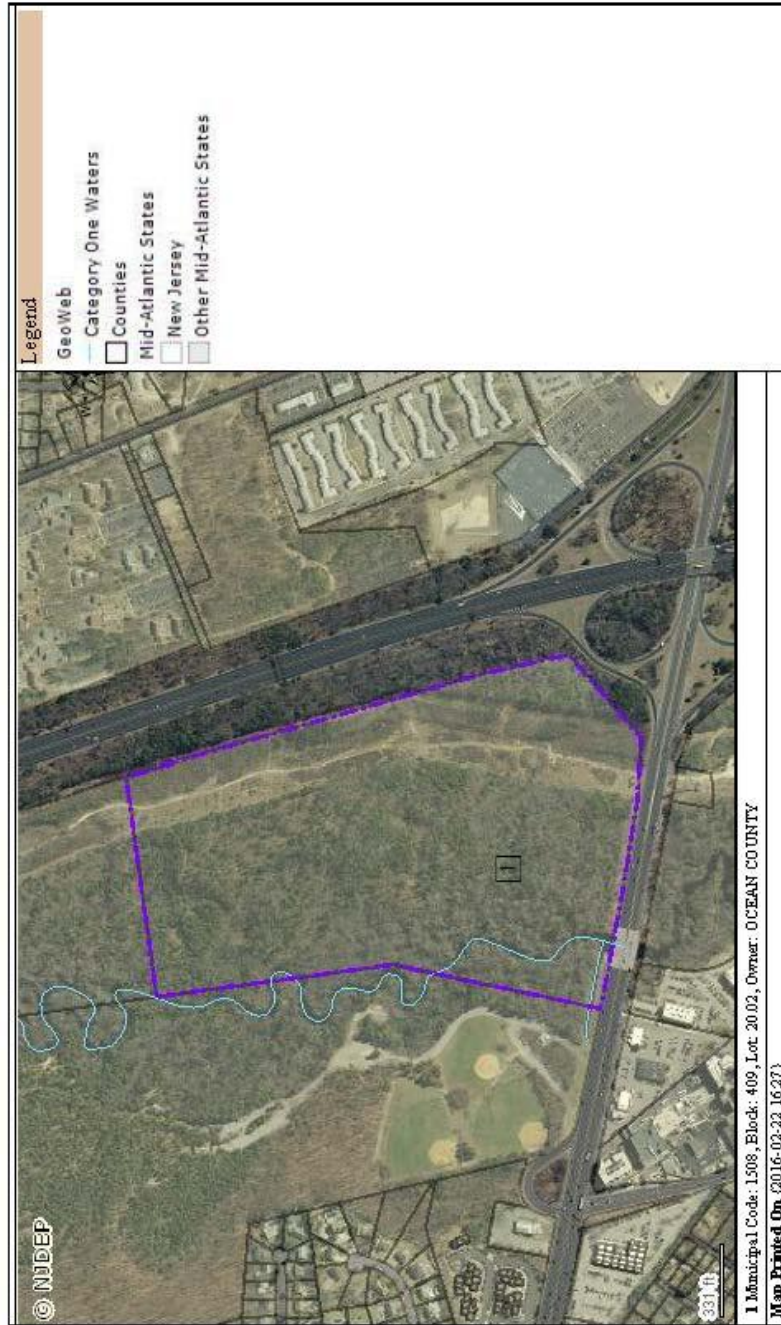 © NJDEP
331 ft
1
Legend
GeoWeb
Category One Waters
Counties
Mid-Atlantic States
New Jersey
Other Mid-Atlantic States
1 Municipal Code: 1508, Block: 409, Lot: 20.02, Owner: OCEAN COUNTY
Map Printed On (2016-02-22 16:27)